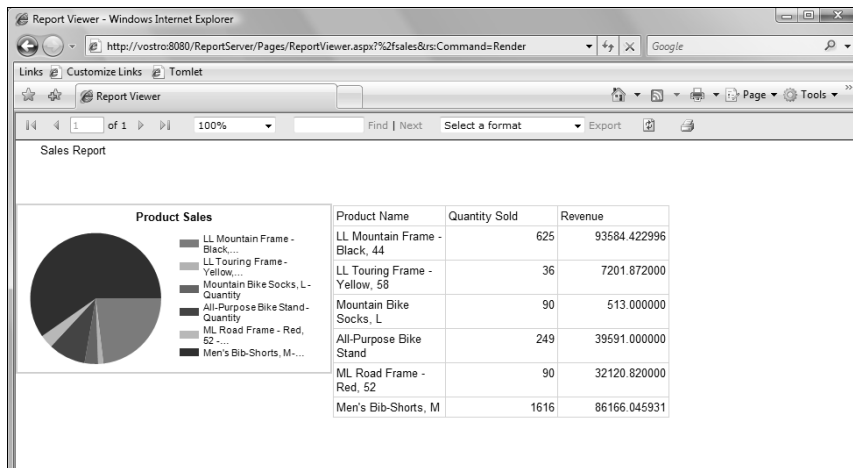 Report Viewer - Windows Internet Explorer
http://vostro:8080/ReportServer/Pages/ReportViewer.aspx?%2fsales&rs:Command=Render
Google
Links
Customize Links
Tomlet
Report Viewer
Page
Tools
1 of 1
100%
Find | Next
Select a format
Export
Sales Report
Product Sales
LL Mountain Frame -
Black,...
LL Touring Frame -
Yellow,...
Mountain Bike Socks, L -
Quantity
All-Purpose Bike Stand -
Quantity
ML Road Frame - Red,
52 -...
Men's Bib-Shorts, M-...
Product Name Quantity Sold Revenue
LL Mountain Frame - 625 93584.422996
Black, 44
LL Touring Frame - 36 7201.872000
Yellow, 58
Mountain Bike 90 513.000000
Socks, L
All-Purpose Bike 249 39591.000000
Stand
ML Road Frame - 90 32120.820000
Red, 52
Men's Bib-Shorts, M 1616 86166.045931